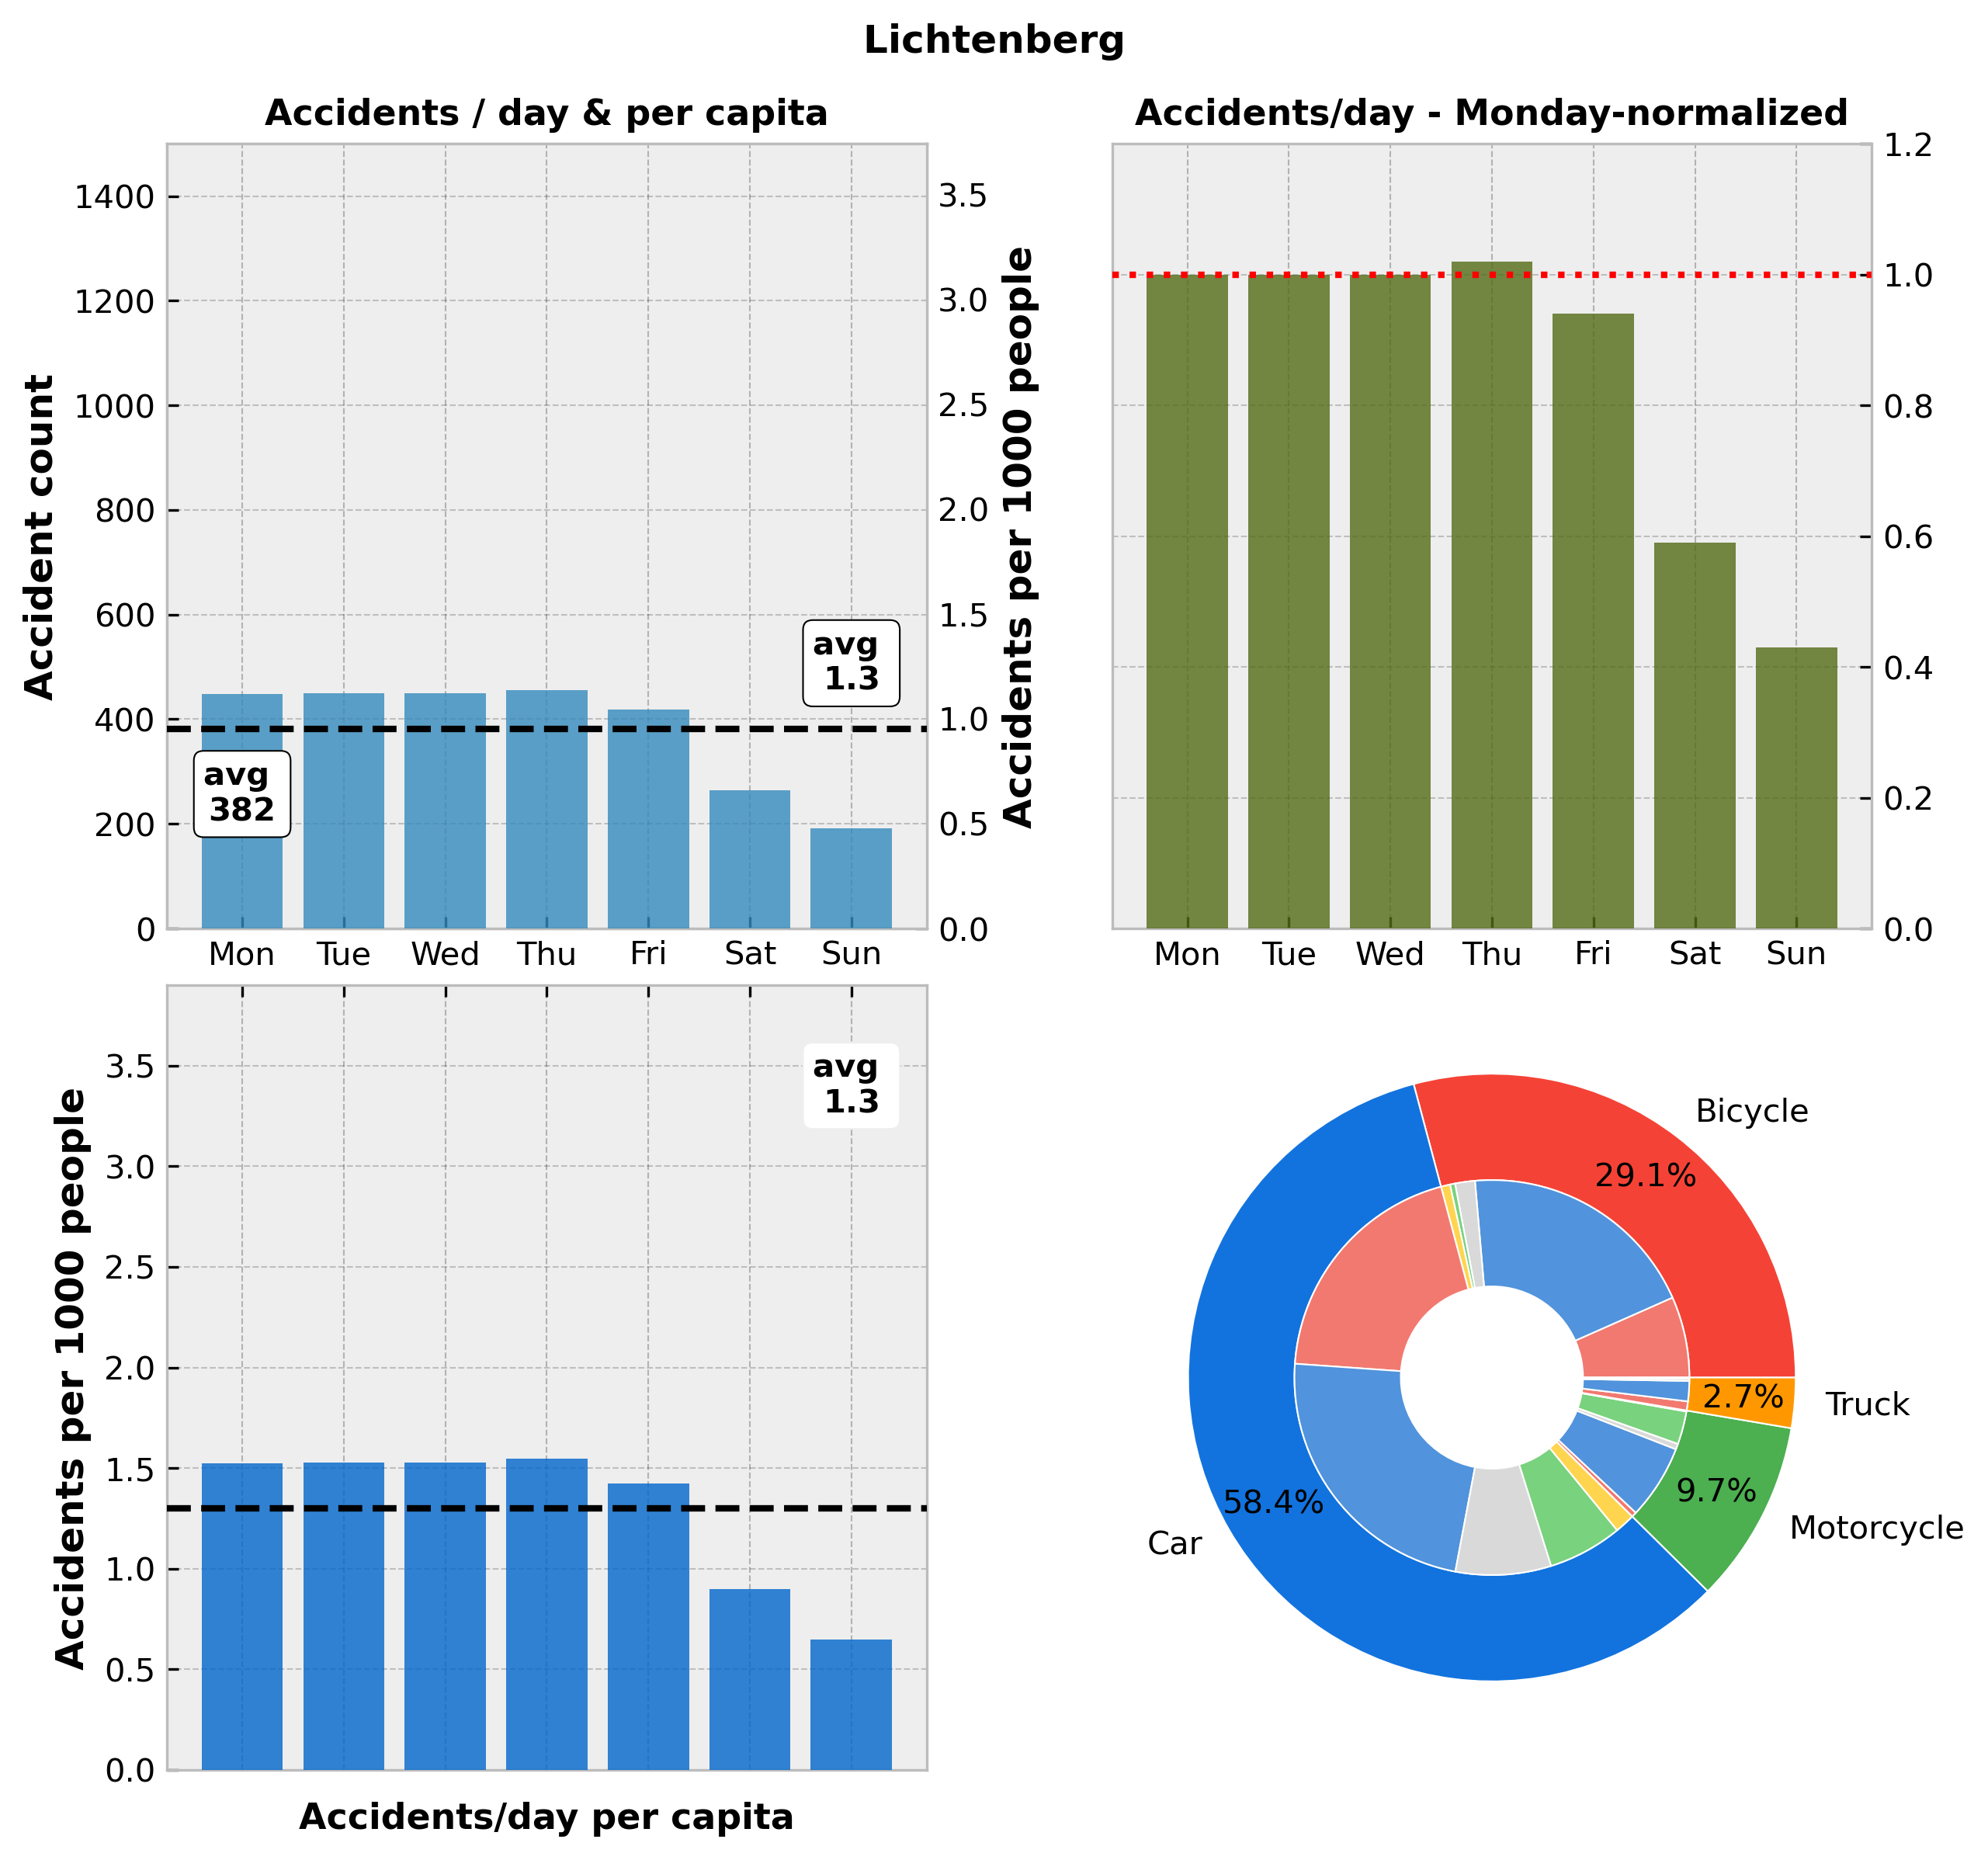 Lichtenberg
Accidents / day & per capita
1400
1200
1000
800
600
400
200
0
Accident count
3.5
3.0
2.5
2.0
1.5
1.0
0.5
0.0
Accidents per 1000 people
avg
1.3
avg
382
Mon Tue Wed Thu Fri Sat Sun
Accidents/day - Monday-normalized
1.2
1.0
0.8
0.6
0.4
0.2
0.0
Mon Tue Wed Thu Fri Sat Sun
3.5
3.0
2.5
2.0
1.5
1.0
0.5
0.0
Accidents per 1000 people
avg
1.3
Accidents/day per capita
Bicycle
29.1%
2.7%
Truck
9.7%
Motorcycle
58.4%
Car